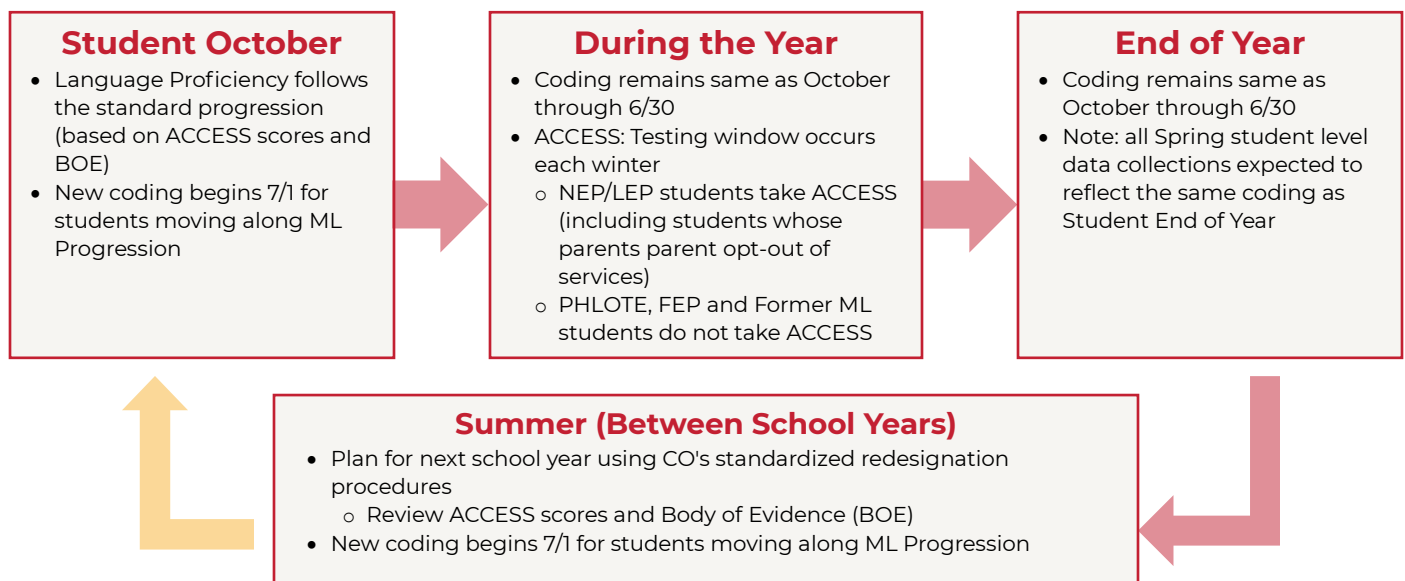 Student October
• Language Proficiency follows
the standard progression
(based on ACCESS scores and
BOE)
• New coding begins 7/1 for
students moving along ML
Progression
During the Year
• Coding remains same as October
through 6/30
• ACCESS: Testing window occurs
each winter
o NEP/LEP students take ACCESS
(including students whose
parents parent opt-out of
services)
o PHLOTE, FEP and Former ML
students do not take ACCESS
End of Year
• Coding remains same as
October through 6/30
• Note: all Spring student level
data collections expected to
reflect the same coding as
Student End of Year
Summer (Between School Years)
• Plan for next school year using CO's standardized redesignation
procedures
o Review ACCESS scores and Body of Evidence (BOE)
• New coding begins 7/1 for students moving along ML Progression